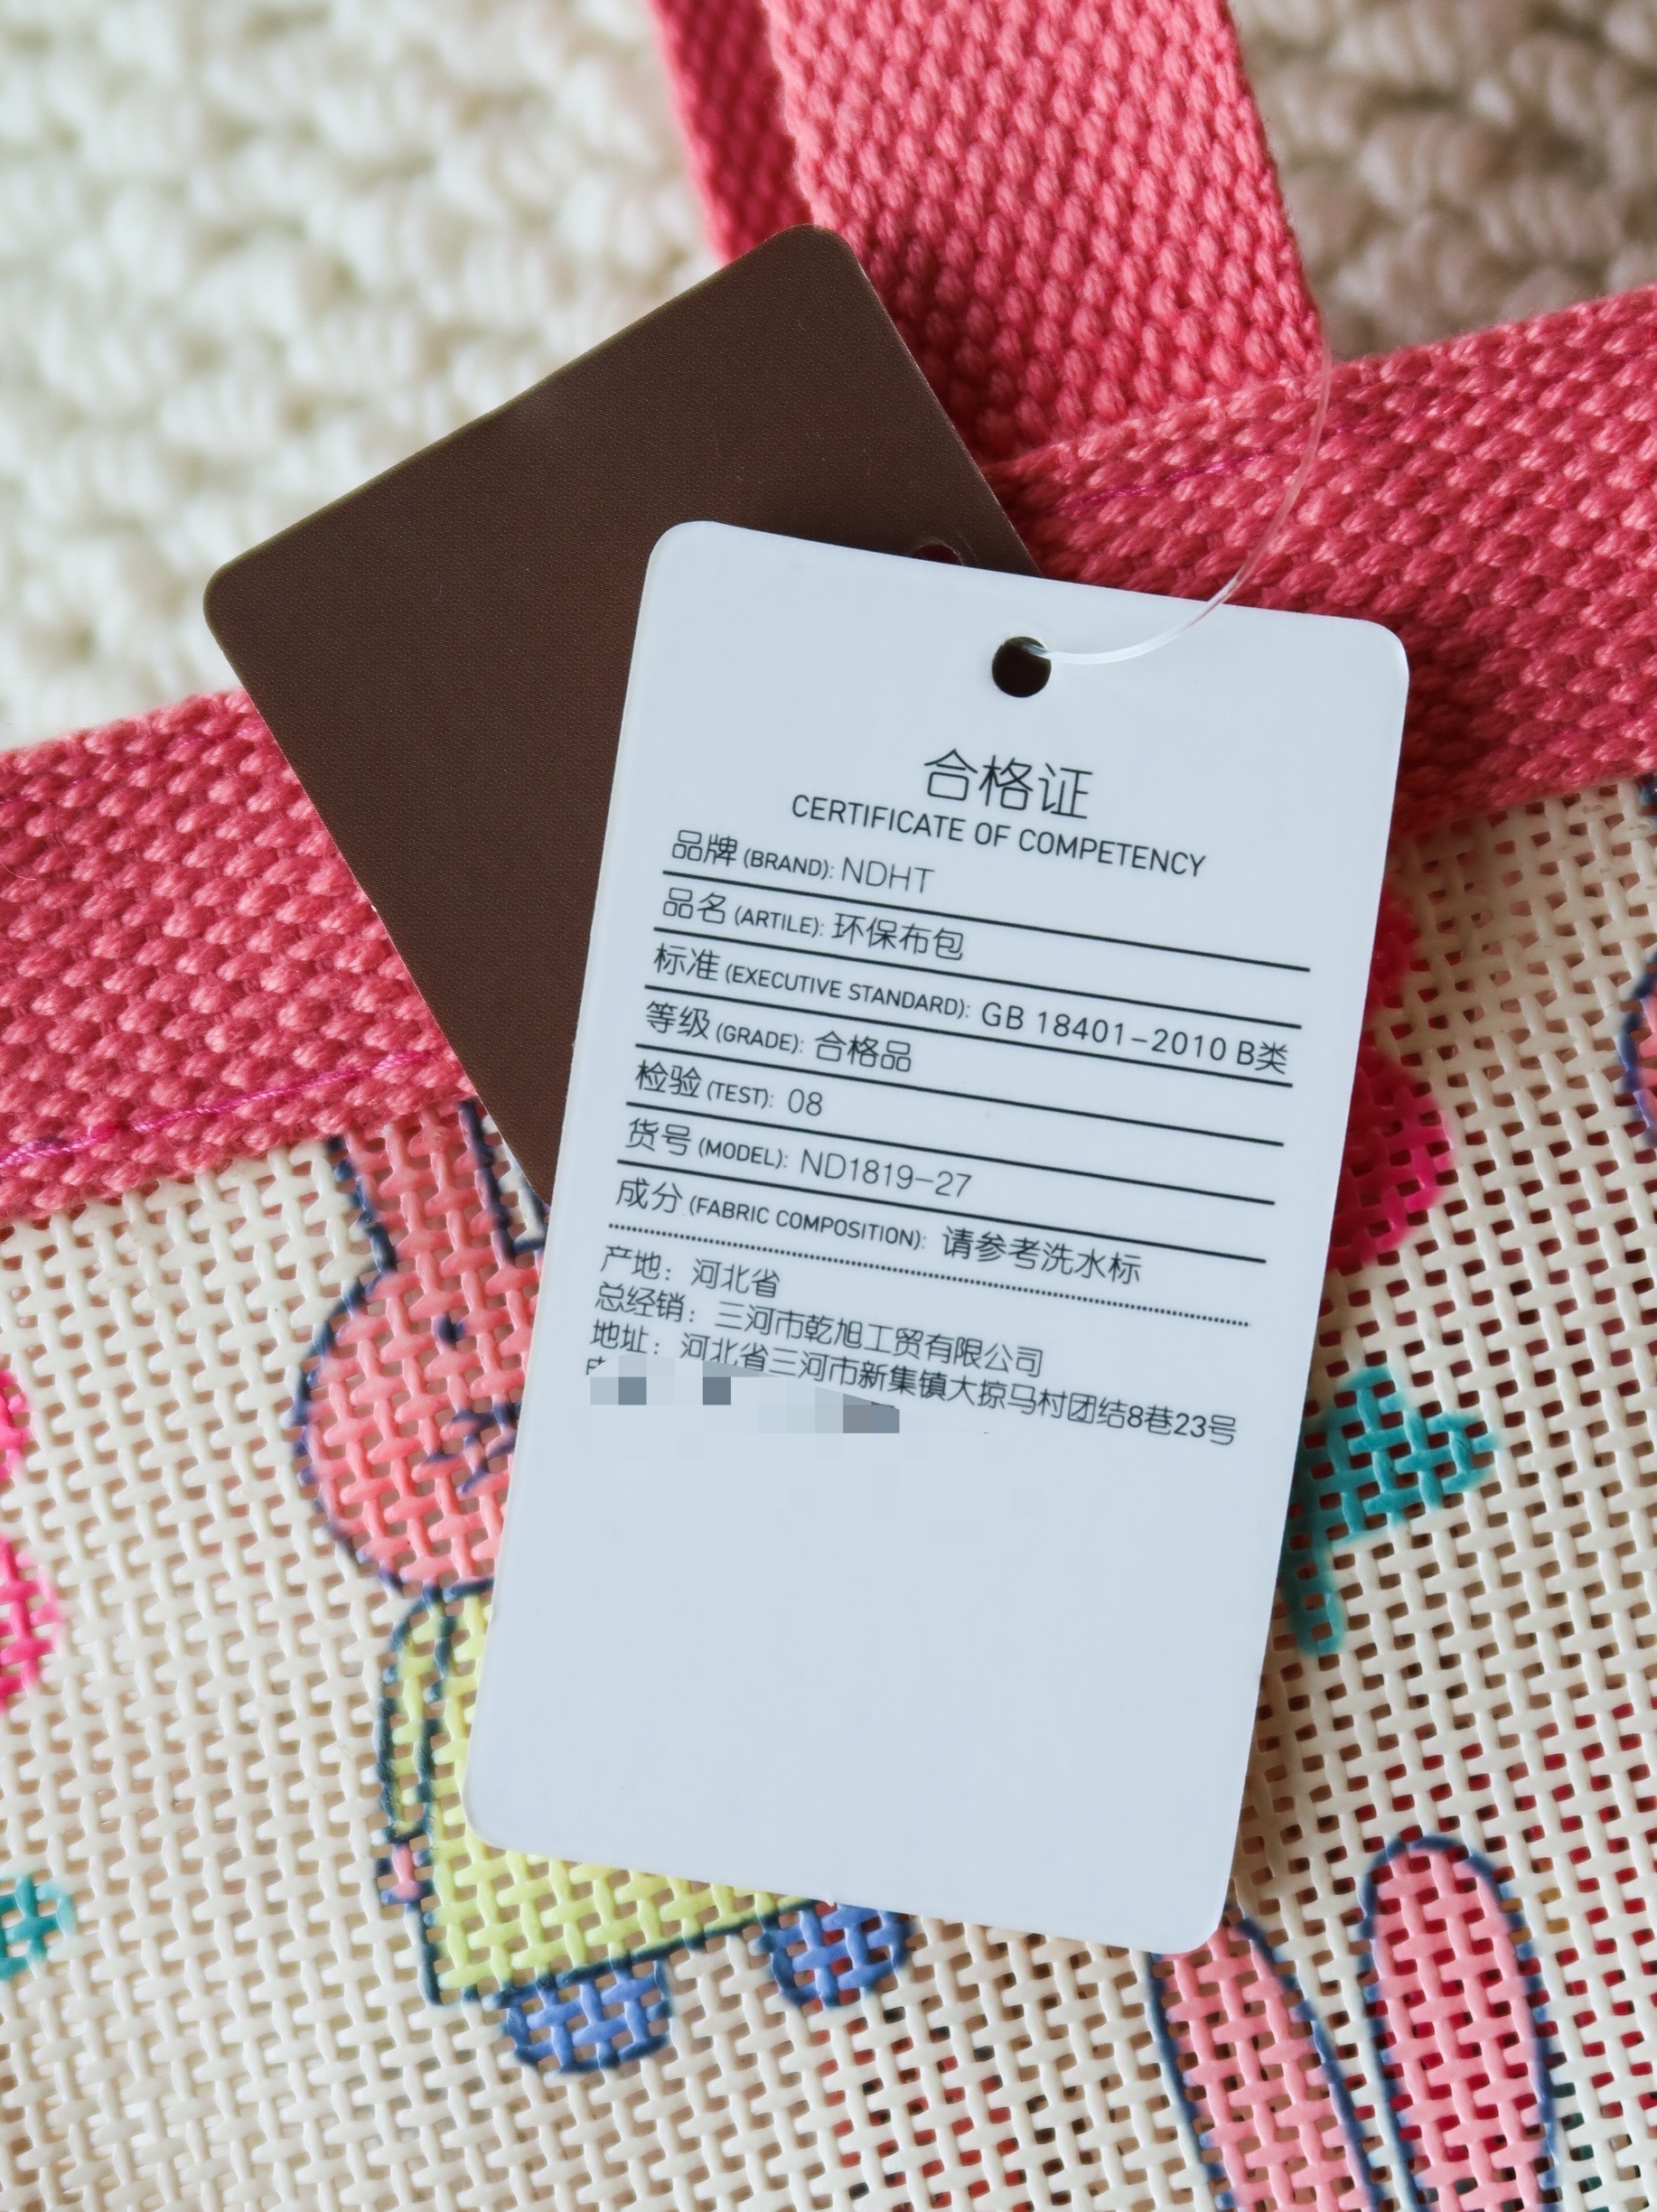 合格证
CERTIFICATE OF COMPETENCY
品牌 (BRAND): NDHT
品名 (ARTILE): 环保布包
标准 (EXECUTIVE STANDARD): GB 18401-2010 B类
等级 (GRADE): 合格品
检验 (TEST): 08
货号 (MODEL): ND1819-27
成分 (FABRIC COMPOSITION): 请参考洗水标
产地：河北省
总经销：三河市乾旭工贸有限公司
地址：河北省三河市新集镇大掠马村团结8巷23号